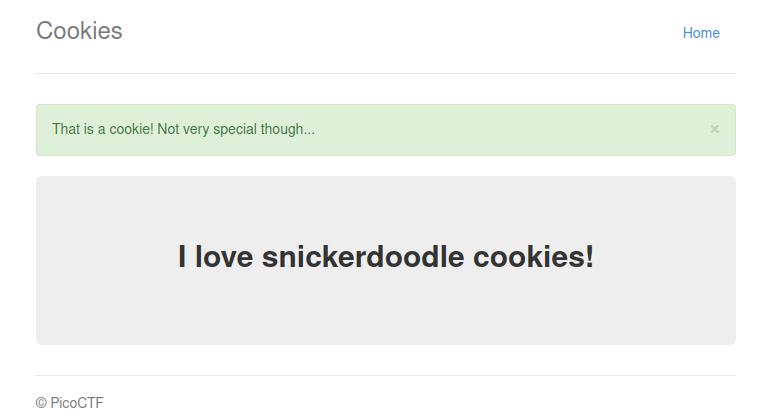 Cookies
Home
That is a cookie! Not very special though...
×
I love snickerdoodle cookies!
© PicoCTF